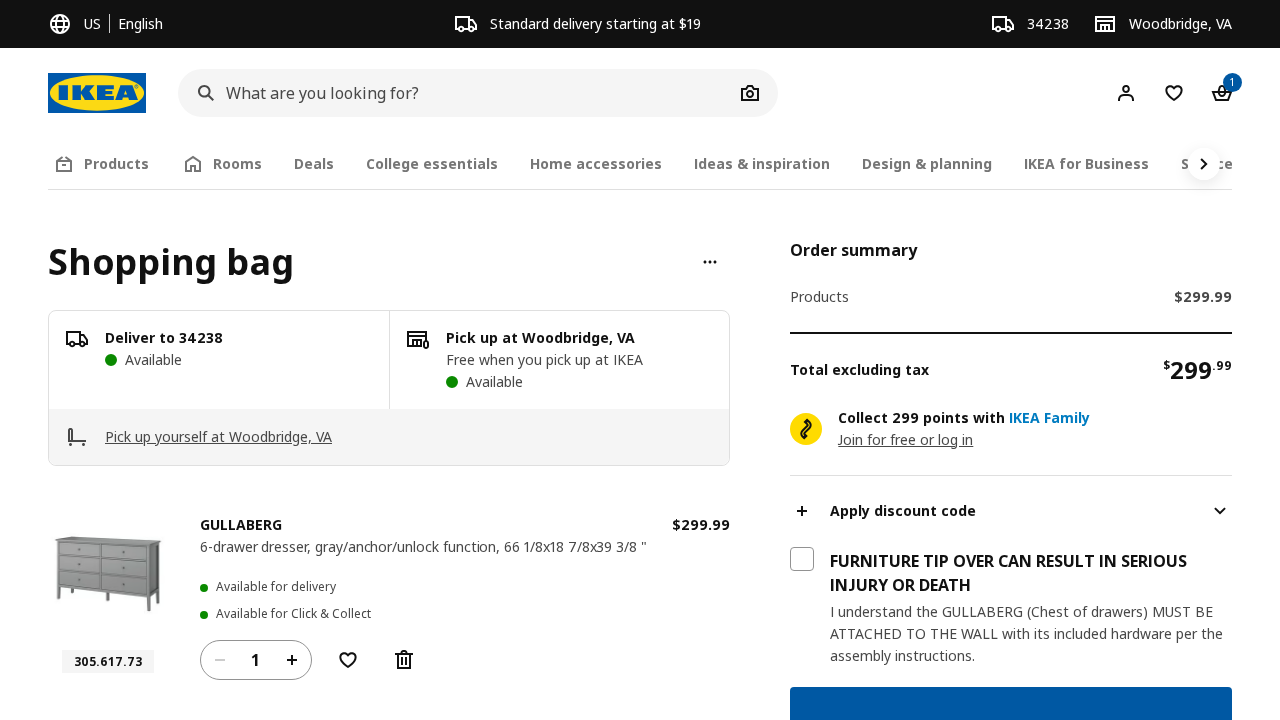 US English
Standard delivery starting at $19
34238
Woodbridge, VA
IKEA
What are you looking for?
1
Products
Rooms
Deals
College essentials
Home accessories
Ideas & inspiration
Design & planning
IKEA for Business
Shopping bag
Deliver to 34238
Available
Pick up at Woodbridge, VA
Free when you pick up at IKEA
Available
Pick up yourself at Woodbridge, VA
GULLABERG
$299.99
6-drawer dresser, gray/anchor/unlock function, 66 1/8x18 7/8x39 3/8 "
Available for delivery
Available for Click & Collect
305.617.73
1
Order summary
Products $299.99
Total excluding tax $299.99
Collect 299 points with IKEA Family
Join for free or log in
Apply discount code
FURNITURE TIP OVER CAN RESULT IN SERIOUS
INJURY OR DEATH
I understand the GULLABERG (Chest of drawers) MUST BE
ATTACHED TO THE WALL with its included hardware per the
assembly instructions.